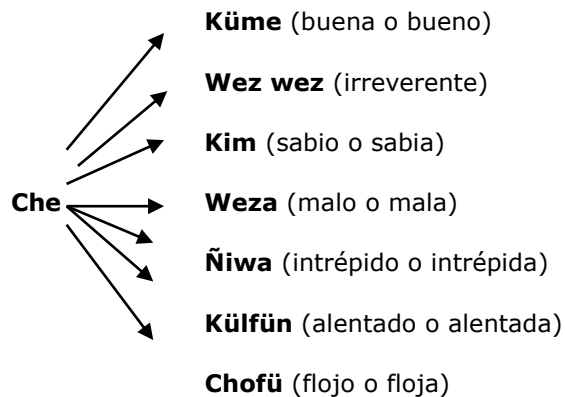 Küme (buena o bueno)
Wez wez (irreverente)
Kim (sabio o sabia)
Che
Weza (malo o mala)
Ñiwa (intrépido o intrépida)
Külfün (alentado o alentada)
Chofü (flojo o floja)